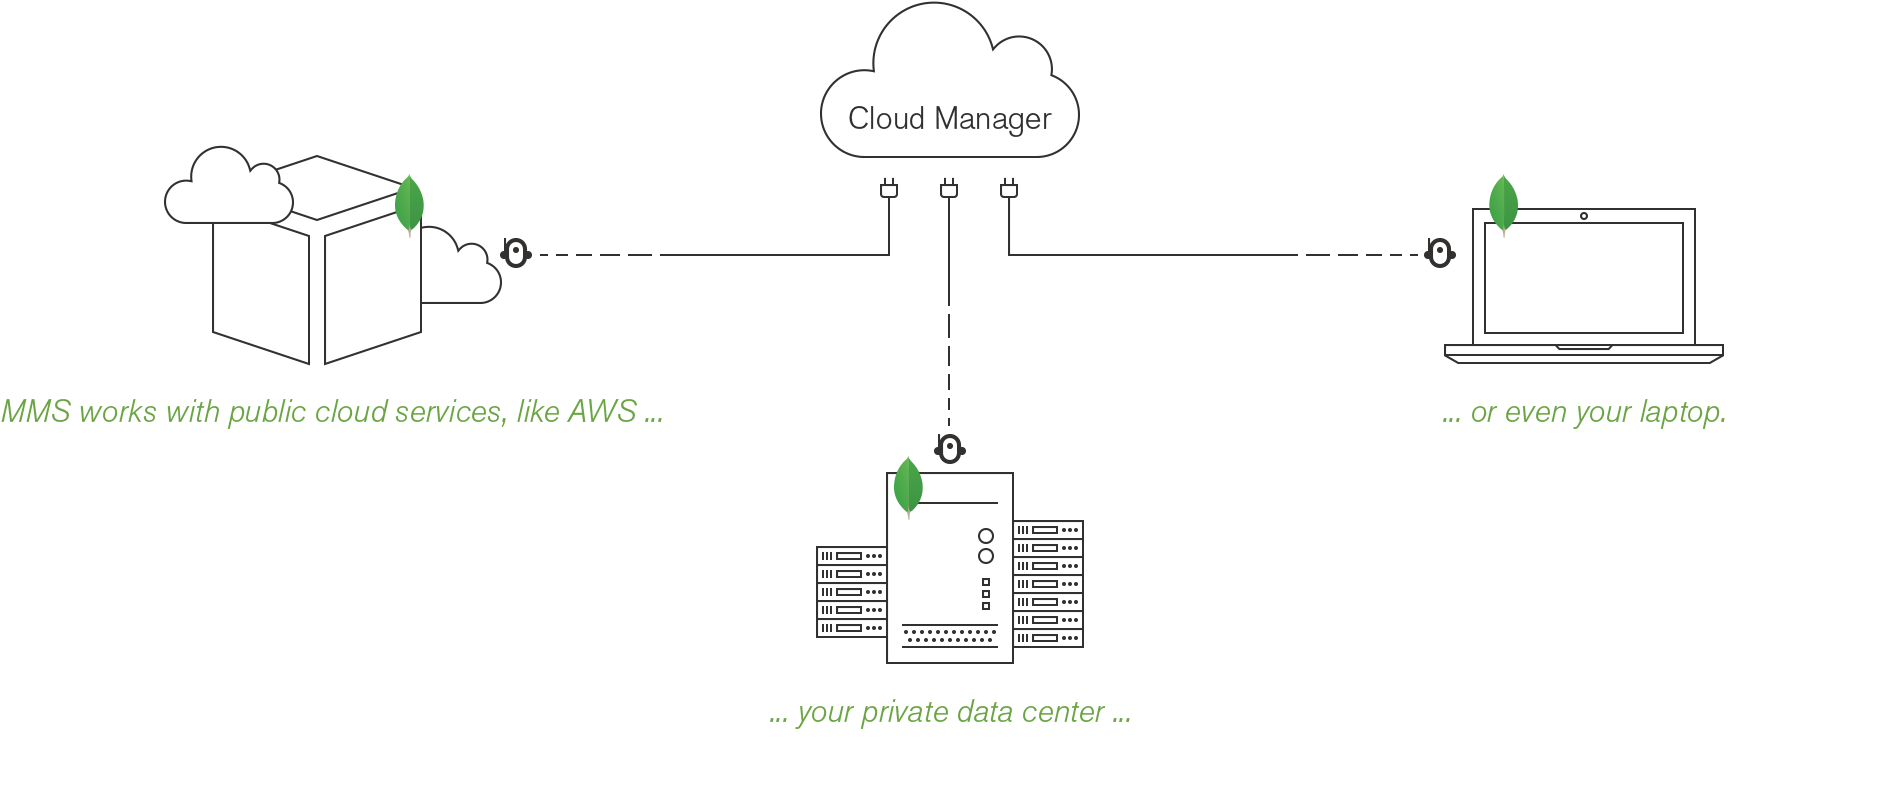 Cloud Manager
MMS works with public cloud services, like AWS ...
... or even your laptop.
... your private data center ...